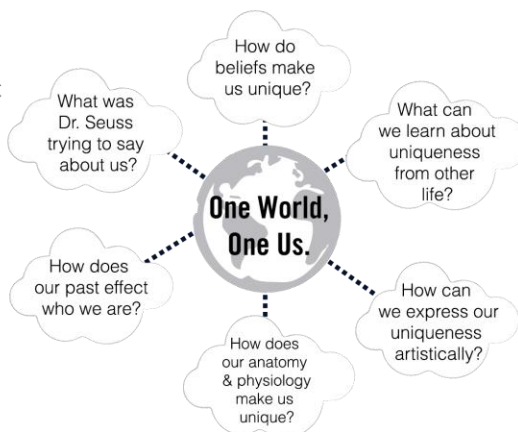 How do
beliefs make
us unique?
What was
Dr. Seuss
trying to say
about us?
What can
we learn about
uniqueness
from other
life?
One World,
One Us.
How does
our past effect
who we are?
How can
we express our
uniqueness
artistically?
How does
our anatomy
& physiology
make us
unique?